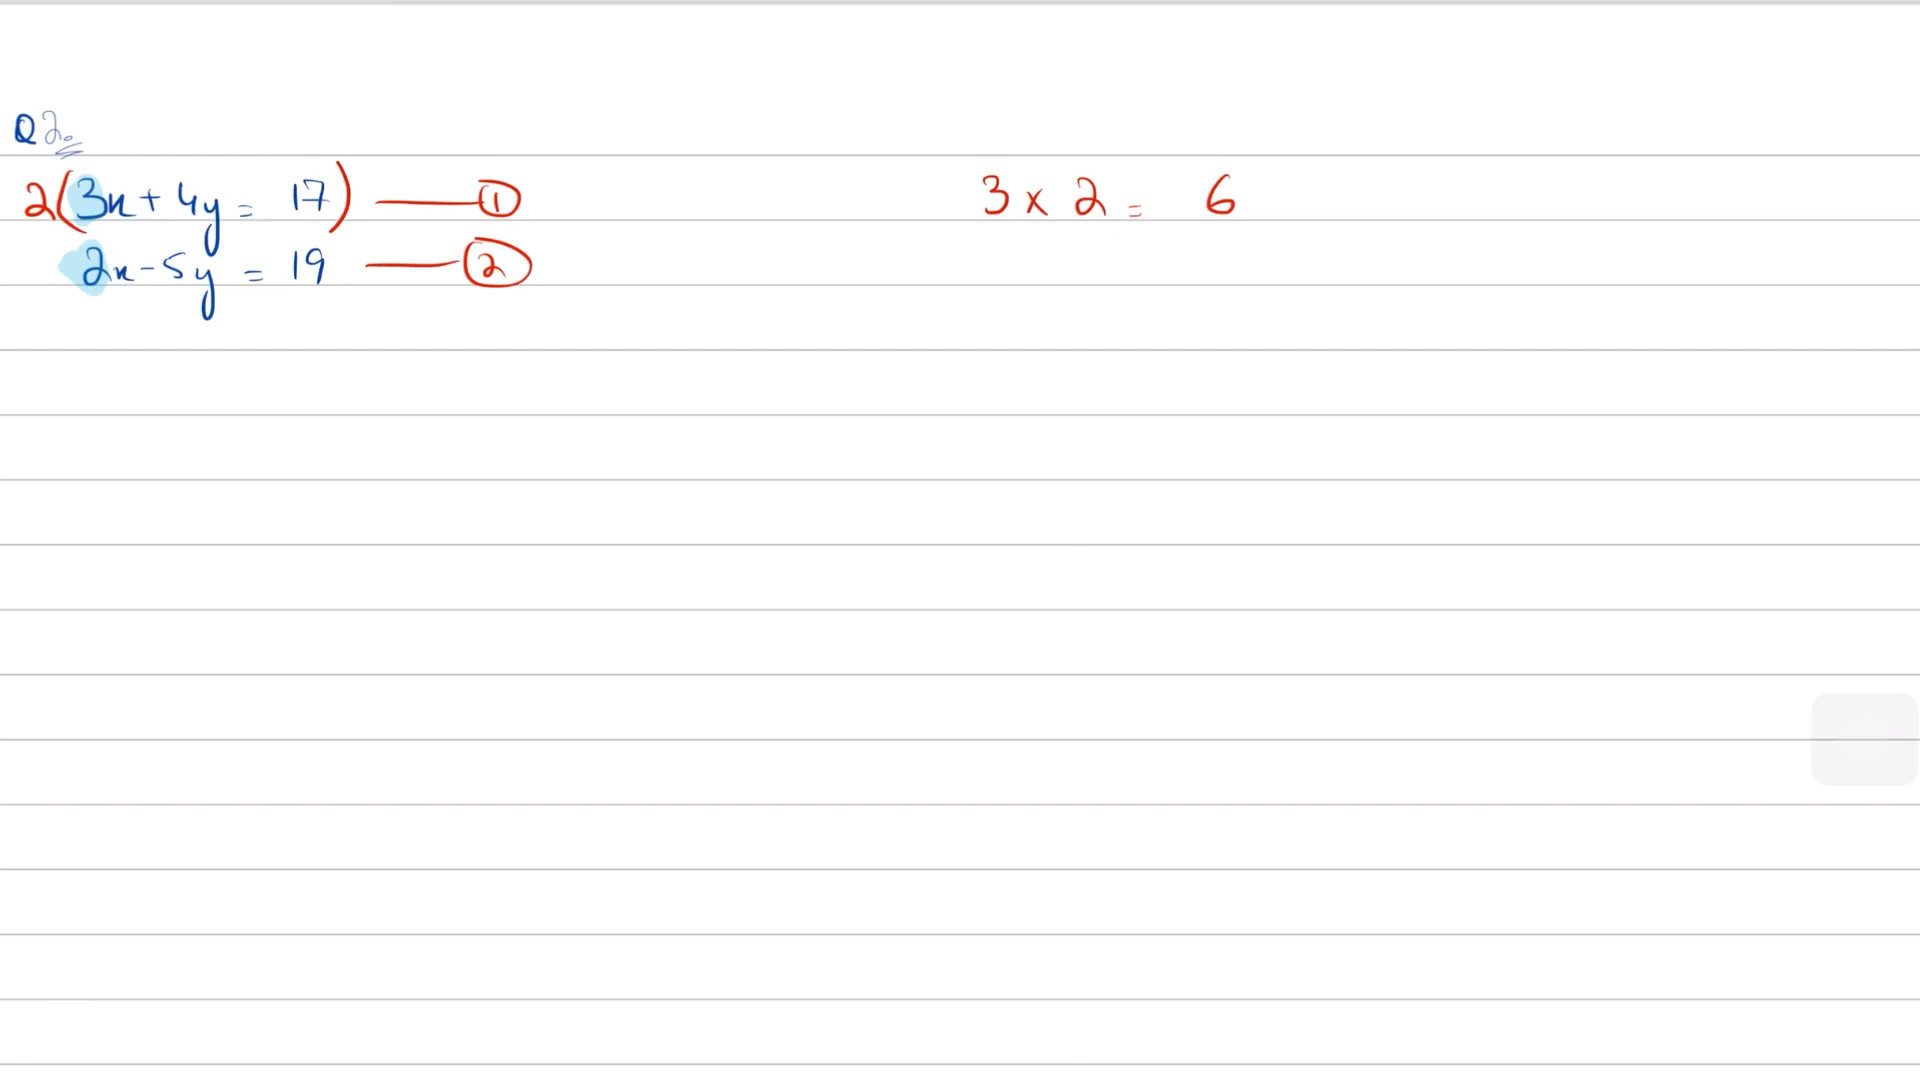 Q2.
2(3x + 4y = 17) —— ①
2x - 5y = 19 —— ②
3 x 2 = 6